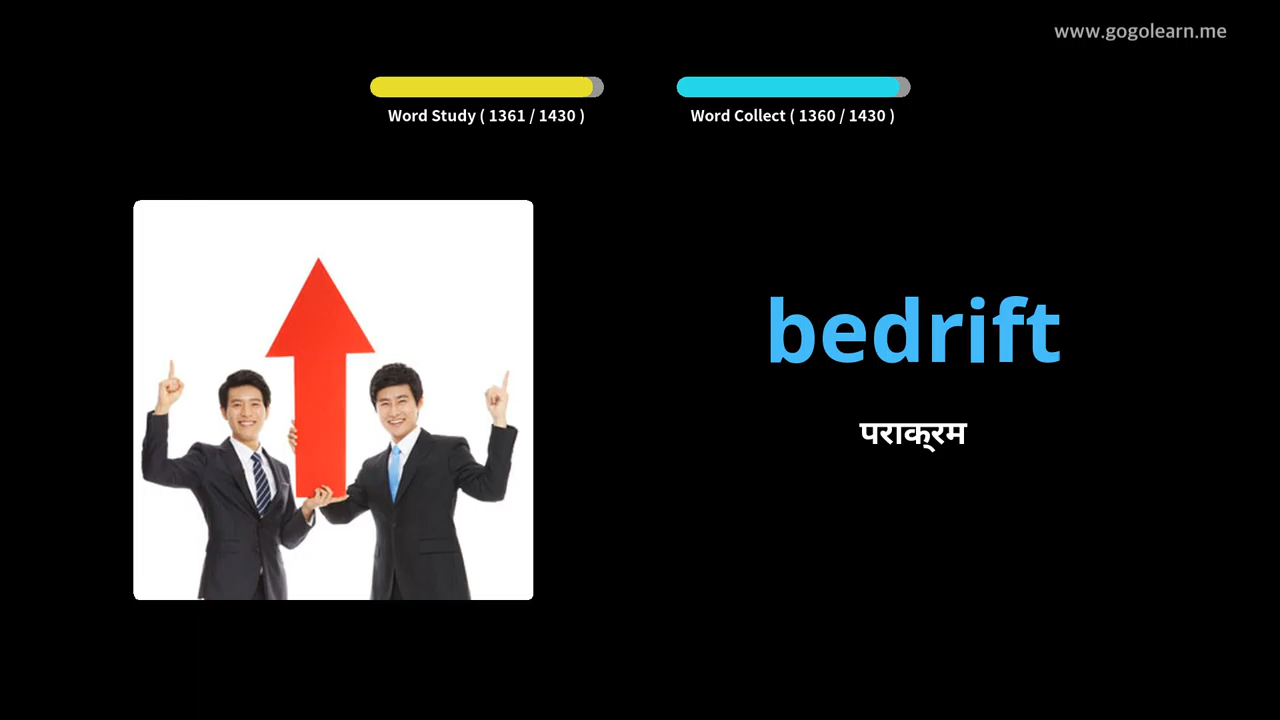 www.gogolearn.me
Word Study ( 1361 / 1430 )
Word Collect ( 1360 / 1430 )
bedrift
पराक्रम